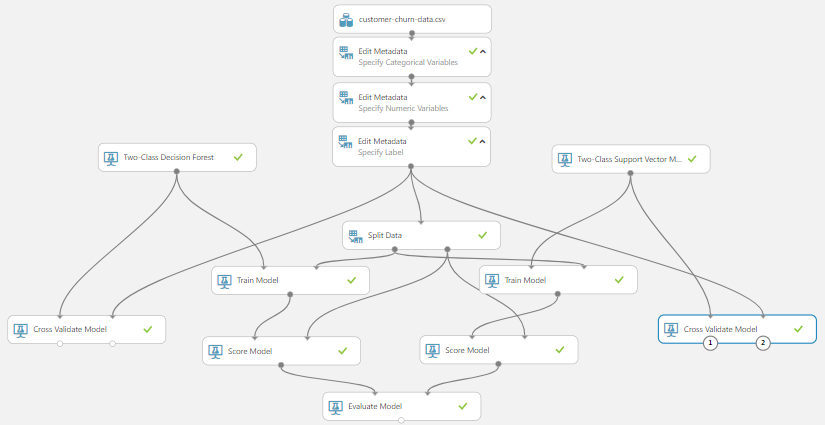 customer-churn-data.csv
Edit Metadata
Specify Categorical Variables
Edit Metadata
Specify Numeric Variables
Edit Metadata
Specify Label
Two-Class Decision Forest
Two-Class Support Vector M...
Split Data
Train Model
Train Model
Cross Validate Model
Cross Validate Model
1
2
Score Model
Score Model
Evaluate Model